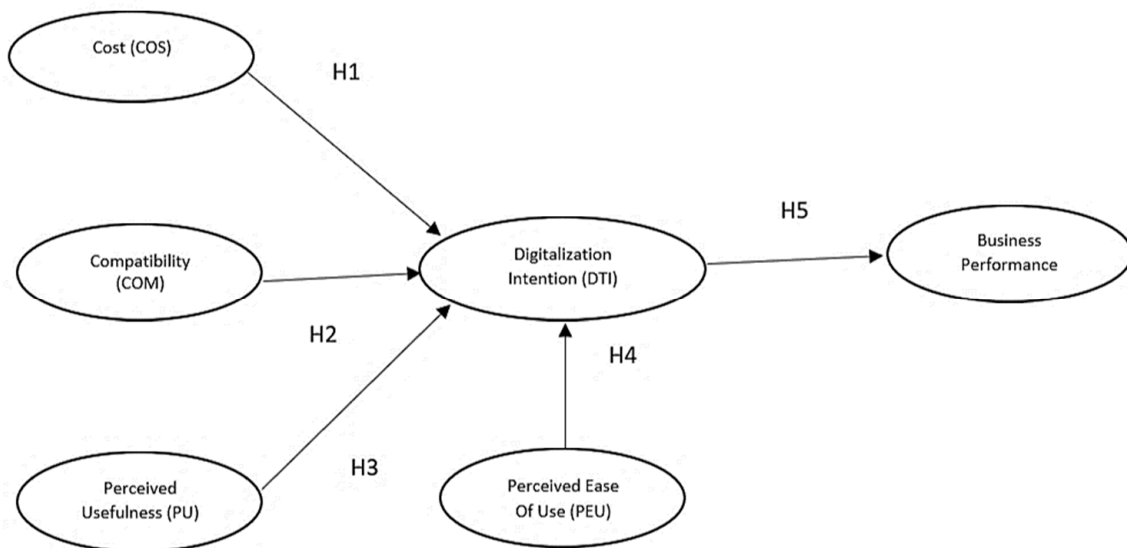 Cost (COS)
H1
Compatibility
(COM)
H2
Digitalization
Intention (DTI)
H5
Business
Performance
H4
H3
Perceived
Usefulness (PU)
Perceived Ease
Of Use (PEU)